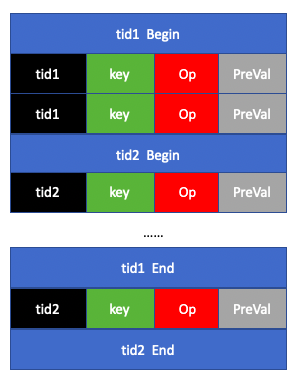 tid1 Begin
tid1 key Op PreVal
tid1 key Op PreVal
tid2 Begin
tid2 key Op PreVal
......
tid1 End
tid2 key Op PreVal
tid2 End